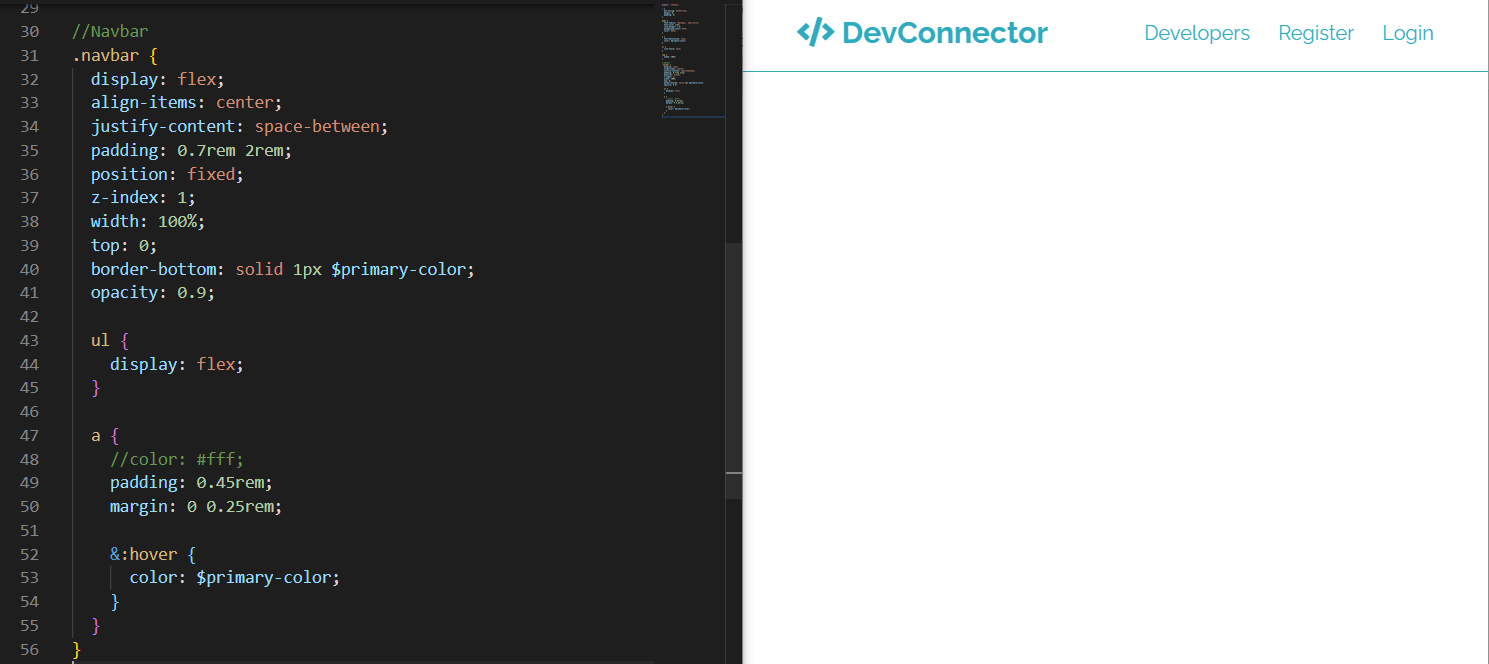 29
30 //Navbar
31 .navbar {
32 display: flex;
33 align-items: center;
34 justify-content: space-between;
35 padding: 0.7rem 2rem;
36 position: fixed;
37 z-index: 1;
38 width: 100%;
39 top: 0;
40 border-bottom: solid 1px $primary-color;
41 opacity: 0.9;
42
43 ul {
44 display: flex;
45 }
46
47 a {
48 //color: #fff;
49 padding: 0.45rem;
50 margin: 0 0.25rem;
51
52 &:hover {
53 color: $primary-color;
54 }
55 }
56 }
</> DevConnector Developers Register Login